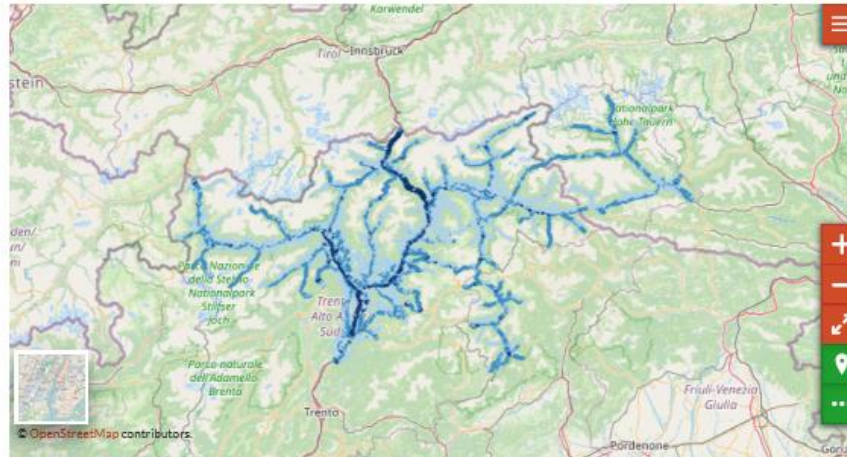 Karwendel
Tirol
Innsbruck
stein
Nationalpark
Hohe Tauern
Parco Nazionale
dello Stelvio
Nationalpark
Stilfser
Joch
Trent
Alto A
Süd
Parco naturale
dell'Adamello
Brenta
Trento
Friuli-Venezia
Giulia
Pordenone
© OpenStreetMap contributors.